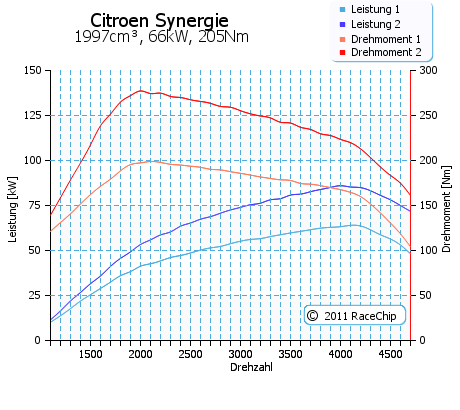 Citroen Synergie
1997cm³, 66kW, 205Nm
Leistung 1
Leistung 2
Drehmoment 1
Drehmoment 2
150
125
100
75
50
25
0
Leistung [kW]
300
250
200
150
100
50
0
Drehmoment [Nm]
© 2011 RaceChip
1500 2000 2500 3000 3500 4000 4500
Drehzahl